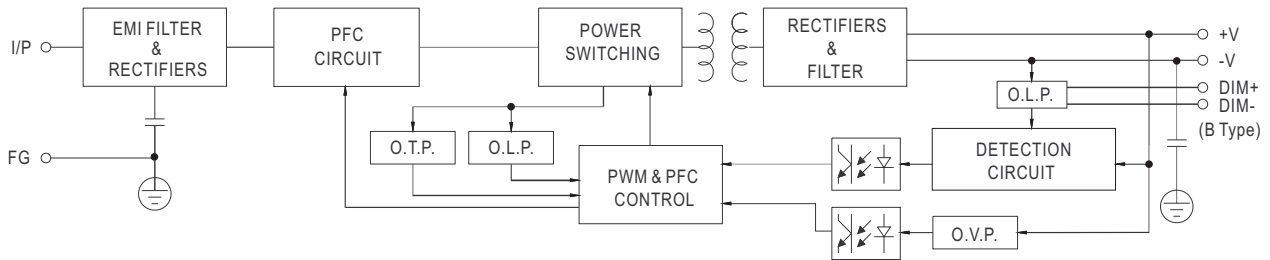 I/P
EMI FILTER
&
RECTIFIERS
PFC
CIRCUIT
POWER
SWITCHING
RECTIFIERS
&
FILTER
+V
-V
DIM+
DIM-
(B Type)
O.L.P.
FG
O.T.P.
O.L.P.
PWM & PFC
CONTROL
DETECTION
CIRCUIT
O.V.P.